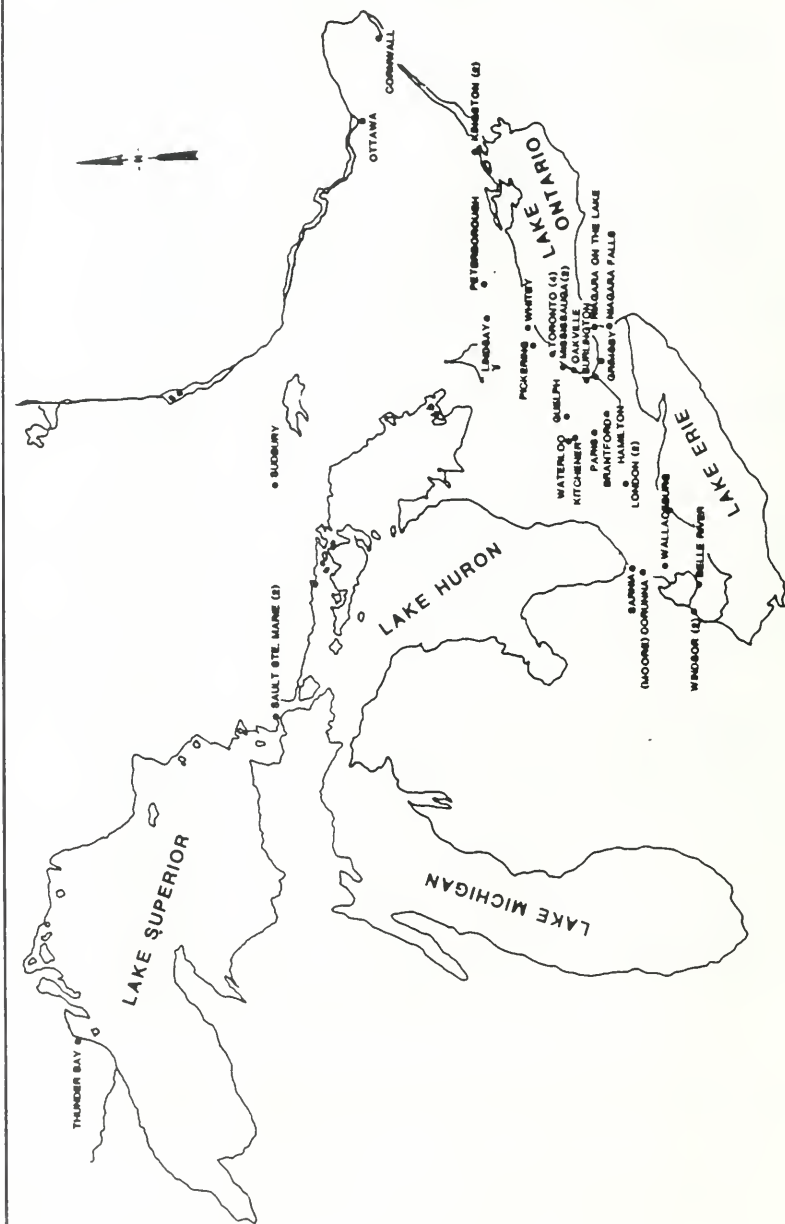 CORNWALL
OTTAWA
- N -
KINGSTON (2)
PETERBOROUGH
LAKE
ONTARIO
LINDSAY
WHITBY
PICKERING
TORONTO (4)
MISSISSAUGA (2)
OAKVILLE
BURLINGTON
NIAGARA ON THE LAKE
NIAGARA FALLS
GRIMSBY
GUELPH
WATERLOO
KITCHENER
PARIS
BRANTFORD
HAMILTON
LONDON (2)
SUDBURY
LAKE ERIE
WALLACEBURG
BELLE RIVER
SARNIA
(MOORE) CORUNNA
WINDSOR (2)
LAKE HURON
SAULT STE. MARIE (2)
LAKE MICHIGAN
LAKE SUPERIOR
THUNDER BAY